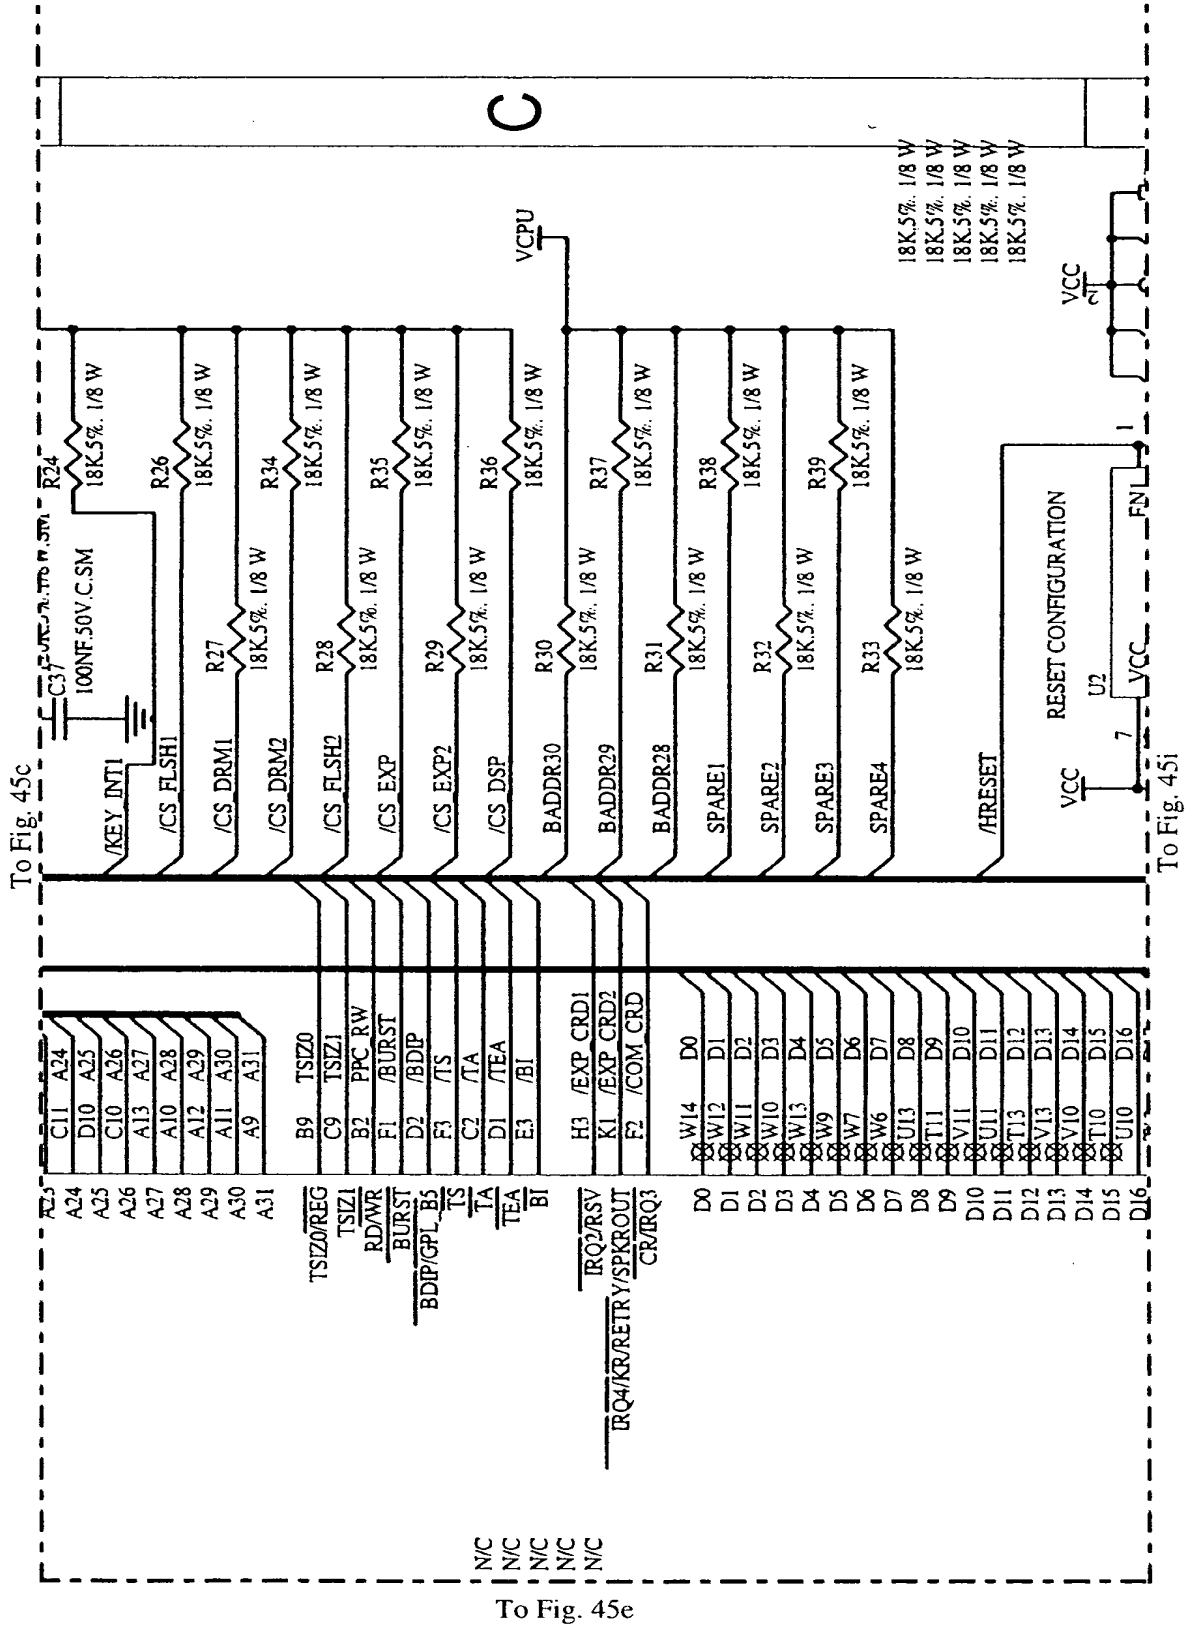 To Fig. 45c
To Fig. 45i
To Fig. 45e
C
18K.5%. 1/8 W
18K.5%. 1/8 W
18K.5%. 1/8 W
18K.5%. 1/8 W
18K.5%. 1/8 W
VCPU
VCC
C37
100NF.50V.C.SM
/KEY_INT1
R24
18K.5%. 1/8 W
/CS_FLSH1
R26
18K.5%. 1/8 W
/CS_DRM1
R27
18K.5%. 1/8 W
/CS_DRM2
R34
18K.5%. 1/8 W
/CS_FLSH2
R28
18K.5%. 1/8 W
/CS_EXP
R35
18K.5%. 1/8 W
/CS_EXP2
R29
18K.5%. 1/8 W
/CS_DSP
R36
18K.5%. 1/8 W
BADDR30
R30
18K.5%. 1/8 W
BADDR29
R37
18K.5%. 1/8 W
BADDR28
R31
18K.5%. 1/8 W
SPARE1
R38
18K.5%. 1/8 W
SPARE2
R32
18K.5%. 1/8 W
SPARE3
R39
18K.5%. 1/8 W
SPARE4
R33
18K.5%. 1/8 W
/HRESET
RESET CONFIGURATION
U2
VCC
FN
1
7
VCC
A23
A24 C11 A24
A25 D10 A25
A26 C10 A26
A27 A13 A27
A28 A10 A28
A29 A12 A29
A30 A11 A30
A31 A9 A31
TSIZ0/REG B9 TSIZ0
TSIZ1 C9 TSIZ1
RD/WR B2 PPC_RW
BURST F1 /BURST
BDIP/GPL_B5 D2 /BDIP
TS F3 /TS
TA C2 /TA
TEA D1 /TEA
BI E3 /BI
IRQ2/RSV H3 /EXP_CRD1
IRQ4/KR/RETRY/SPKROUT K1 /EXP_CRD2
CR/IRQ3 F2 /COM_CRD
D0 W14 D0
D1 W12 D1
D2 W11 D2
D3 W10 D3
D4 W13 D4
D5 W9 D5
D6 W7 D6
D7 W6 D7
D8 U13 D8
D9 T11 D9
D10 V11 D10
D11 U11 D11
D12 T13 D12
D13 V13 D13
D14 V10 D14
D15 T10 D15
D16 U10 D16
N/C
N/C
N/C
N/C
N/C